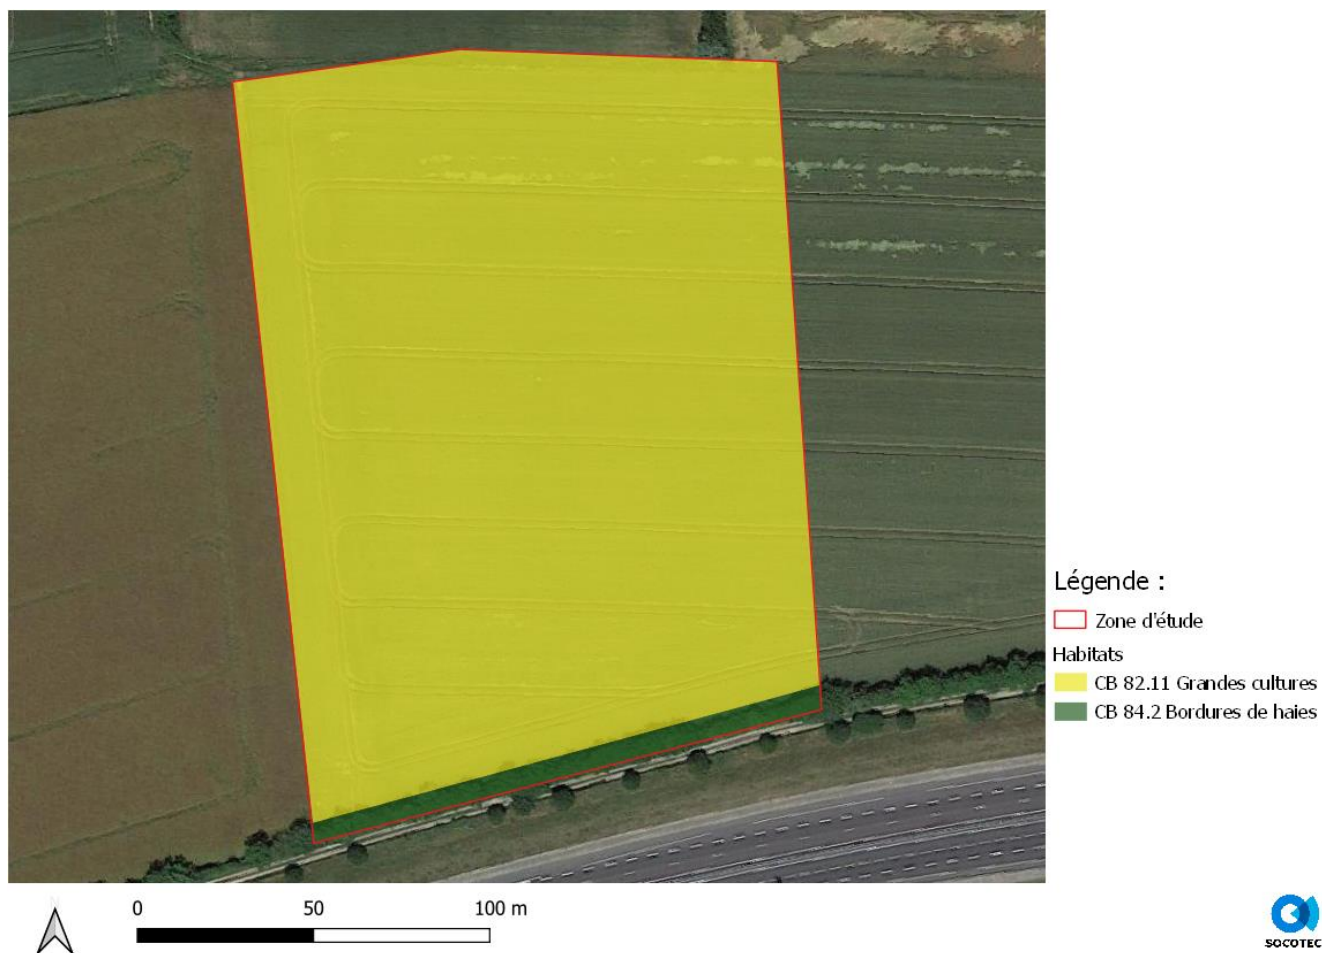 Légende :
Zone d'étude
Habitats
CB 82.11 Grandes cultures
CB 84.2 Bordures de haies
N
0 50 100 m
SOCOTEC